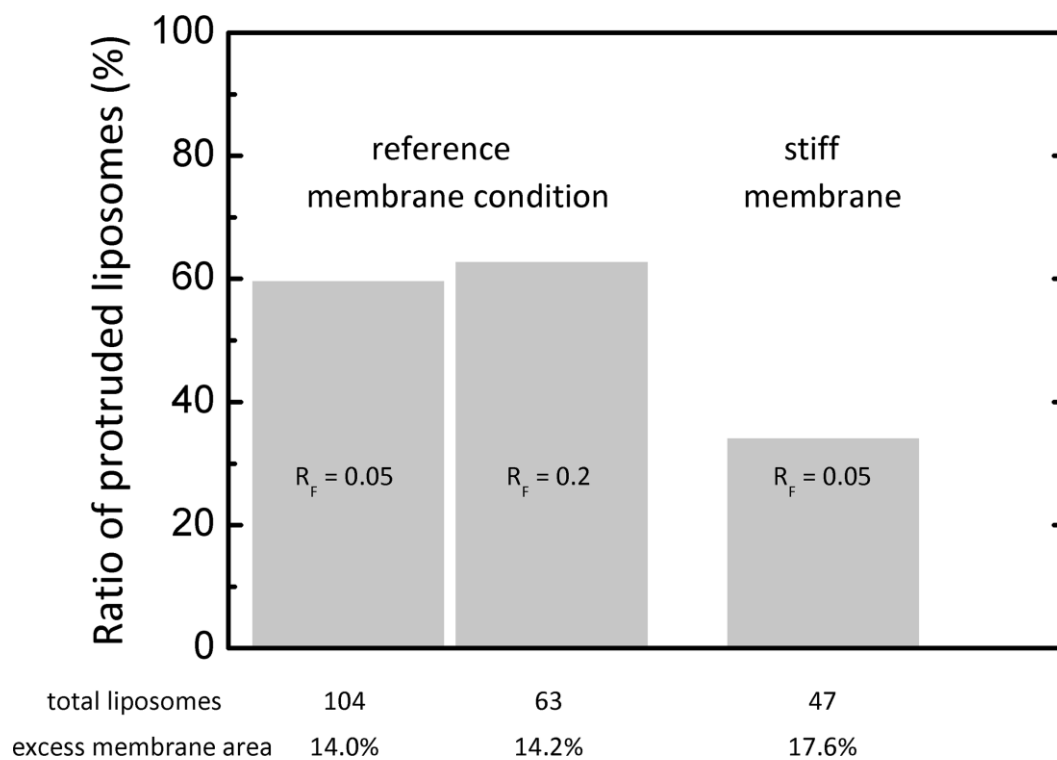 Ratio of protruded liposomes (%)
100
80
60
40
20
0
reference
membrane condition
stiff
membrane
R_F = 0.05
R_F = 0.2
R_F = 0.05
total liposomes 104 63 47
excess membrane area 14.0% 14.2% 17.6%